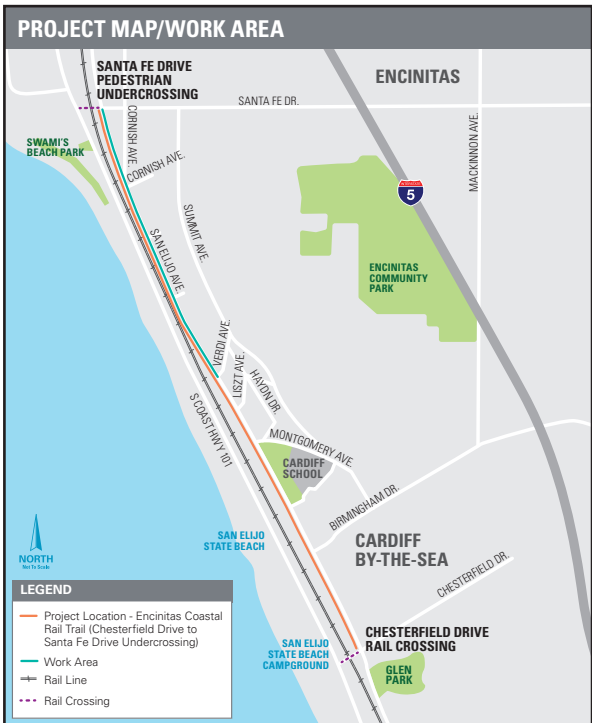 PROJECT MAP/WORK AREA
SANTA FE DRIVE
PEDESTRIAN
UNDERCROSSING
ENCINITAS
SANTA FE DR.
CORNISH AVE.
MACKINNON AVE.
SWAMI'S
BEACH PARK
CORNISH AVE.
INTERSTATE
5
SUMMIT AVE.
SAN ELIJO AVE.
ENCINITAS
COMMUNITY
PARK
VERDI AVE.
LISZT AVE.
HAYDN DR.
S COAST HWY 101
MONTGOMERY AVE.
CARDIFF
SCHOOL
BIRMINGHAM DR.
SAN ELIJO
STATE BEACH
CARDIFF
BY-THE-SEA
NORTH
Not To Scale
CHESTERFIELD DR.
LEGEND
Project Location - Encinitas Coastal
Rail Trail (Chesterfield Drive to
Santa Fe Drive Undercrossing)
Work Area
Rail Line
Rail Crossing
CHESTERFIELD DRIVE
RAIL CROSSING
SAN ELIJO
STATE BEACH
CAMPGROUND
GLEN
PARK